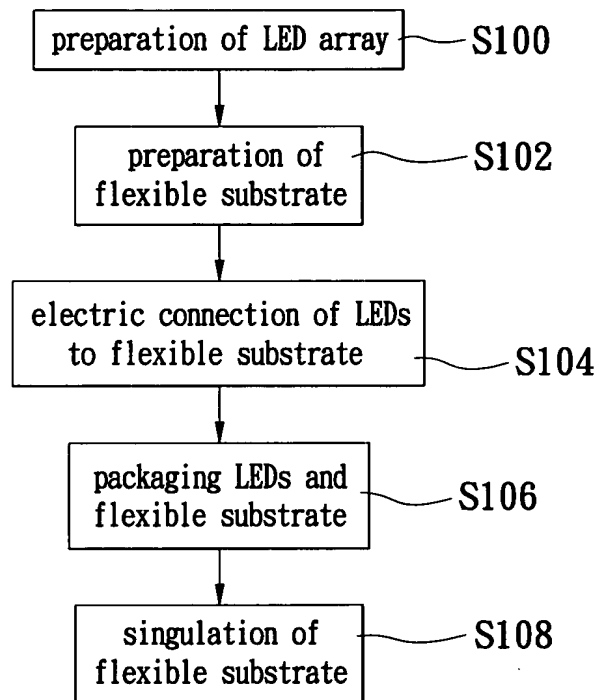 preparation of LED array
S100
preparation of
flexible substrate
S102
electric connection of LEDs
to flexible substrate
S104
packaging LEDs and
flexible substrate
S106
singulation of
flexible substrate
S108